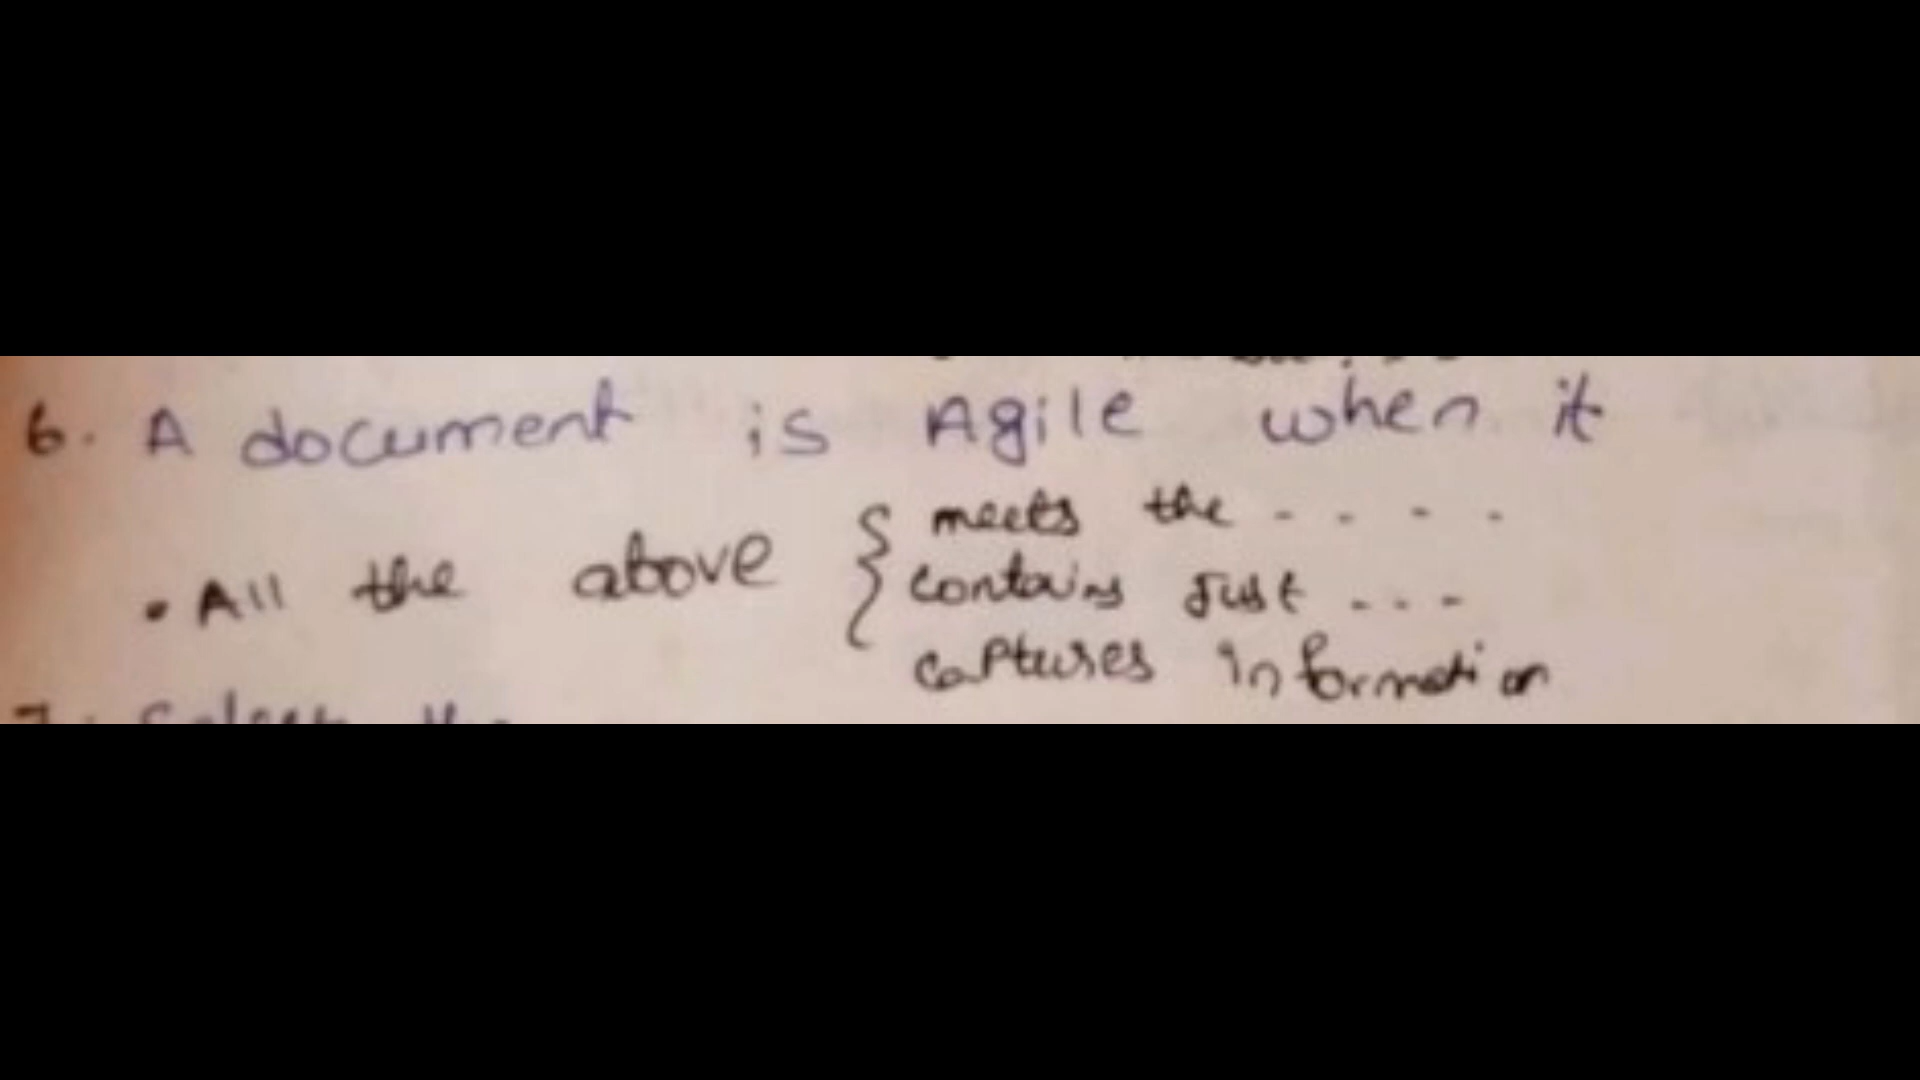 6. A document is Agile when it
• All the above { meets the - - - -
contains Just - - -
captures information